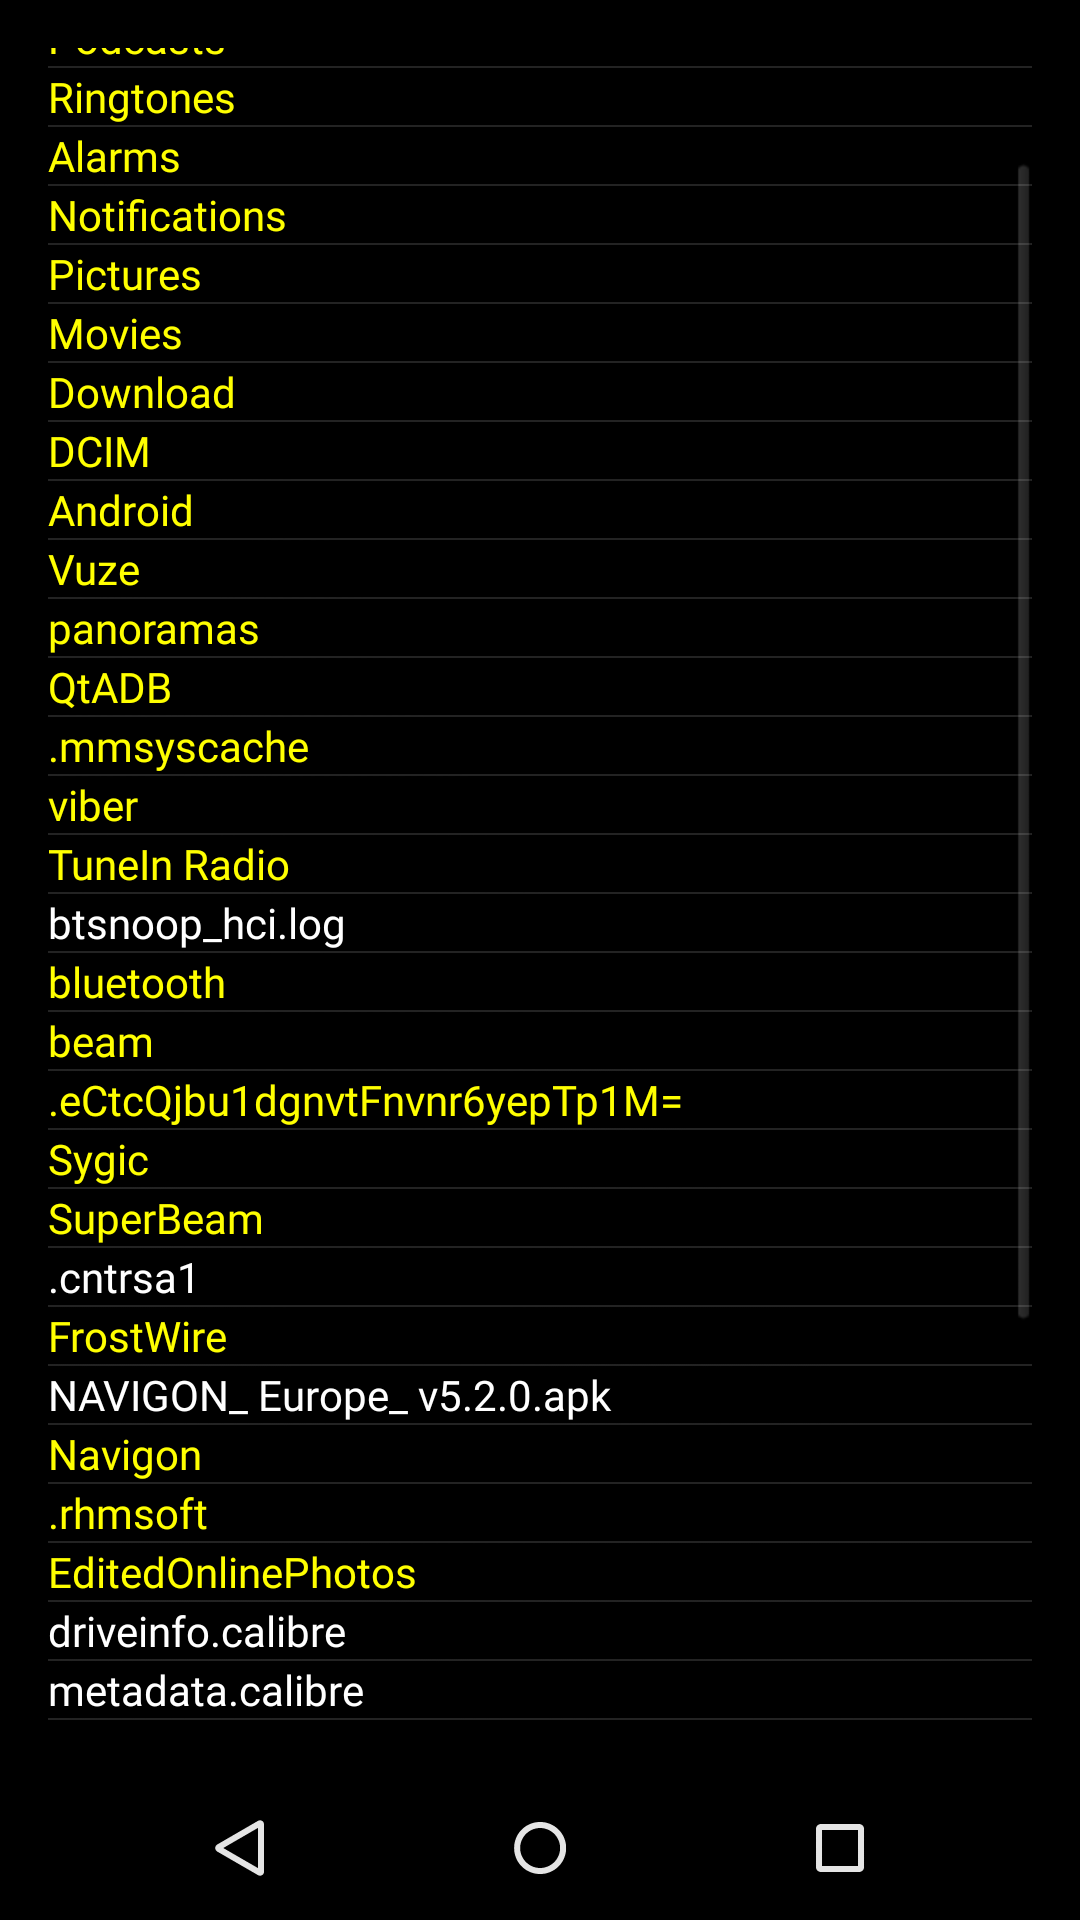 Podcasts
Ringtones
Alarms
Notifications
Pictures
Movies
Download
DCIM
Android
Vuze
panoramas
QtADB
.mmsyscache
viber
TuneIn Radio
btsnoop_hci.log
bluetooth
beam
.eCtcQjbu1dgnvtFnvnr6yepTp1M=
Sygic
SuperBeam
.cntrsa1
FrostWire
NAVIGON_ Europe_ v5.2.0.apk
Navigon
.rhmsoft
EditedOnlinePhotos
driveinfo.calibre
metadata.calibre